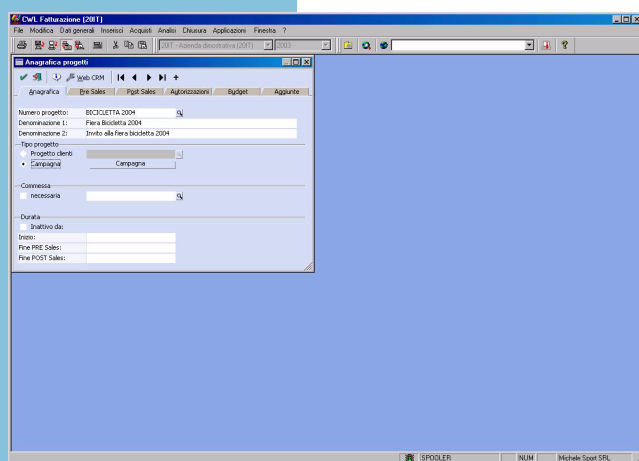 CWL Fatturazione (20IT)
File Modifica Dati generali Inserisci Acquisti Analisi Chiusura Applicazioni Finestra ?
20IT - Azienda dimostrativa (20IT) 2003
Anagrafica progetti
Web CRM
Anagrafica Pre Sales Post Sales Autorizzazioni Budget Aggiunte
Numero progetto: BICICLETTA 2004
Denominazione 1: Fiera Bicidetta 2004
Denominazione 2: Invito alla fiera bicidetta 2004
Tipo progetto
Progetto clienti
Campagna Campagna
Commessa
necessaria
Durata
Inattivo da:
Inizio:
Fine PRE Sales:
Fine POST Sales:
SPOOLER NUM Michele Sport SRL